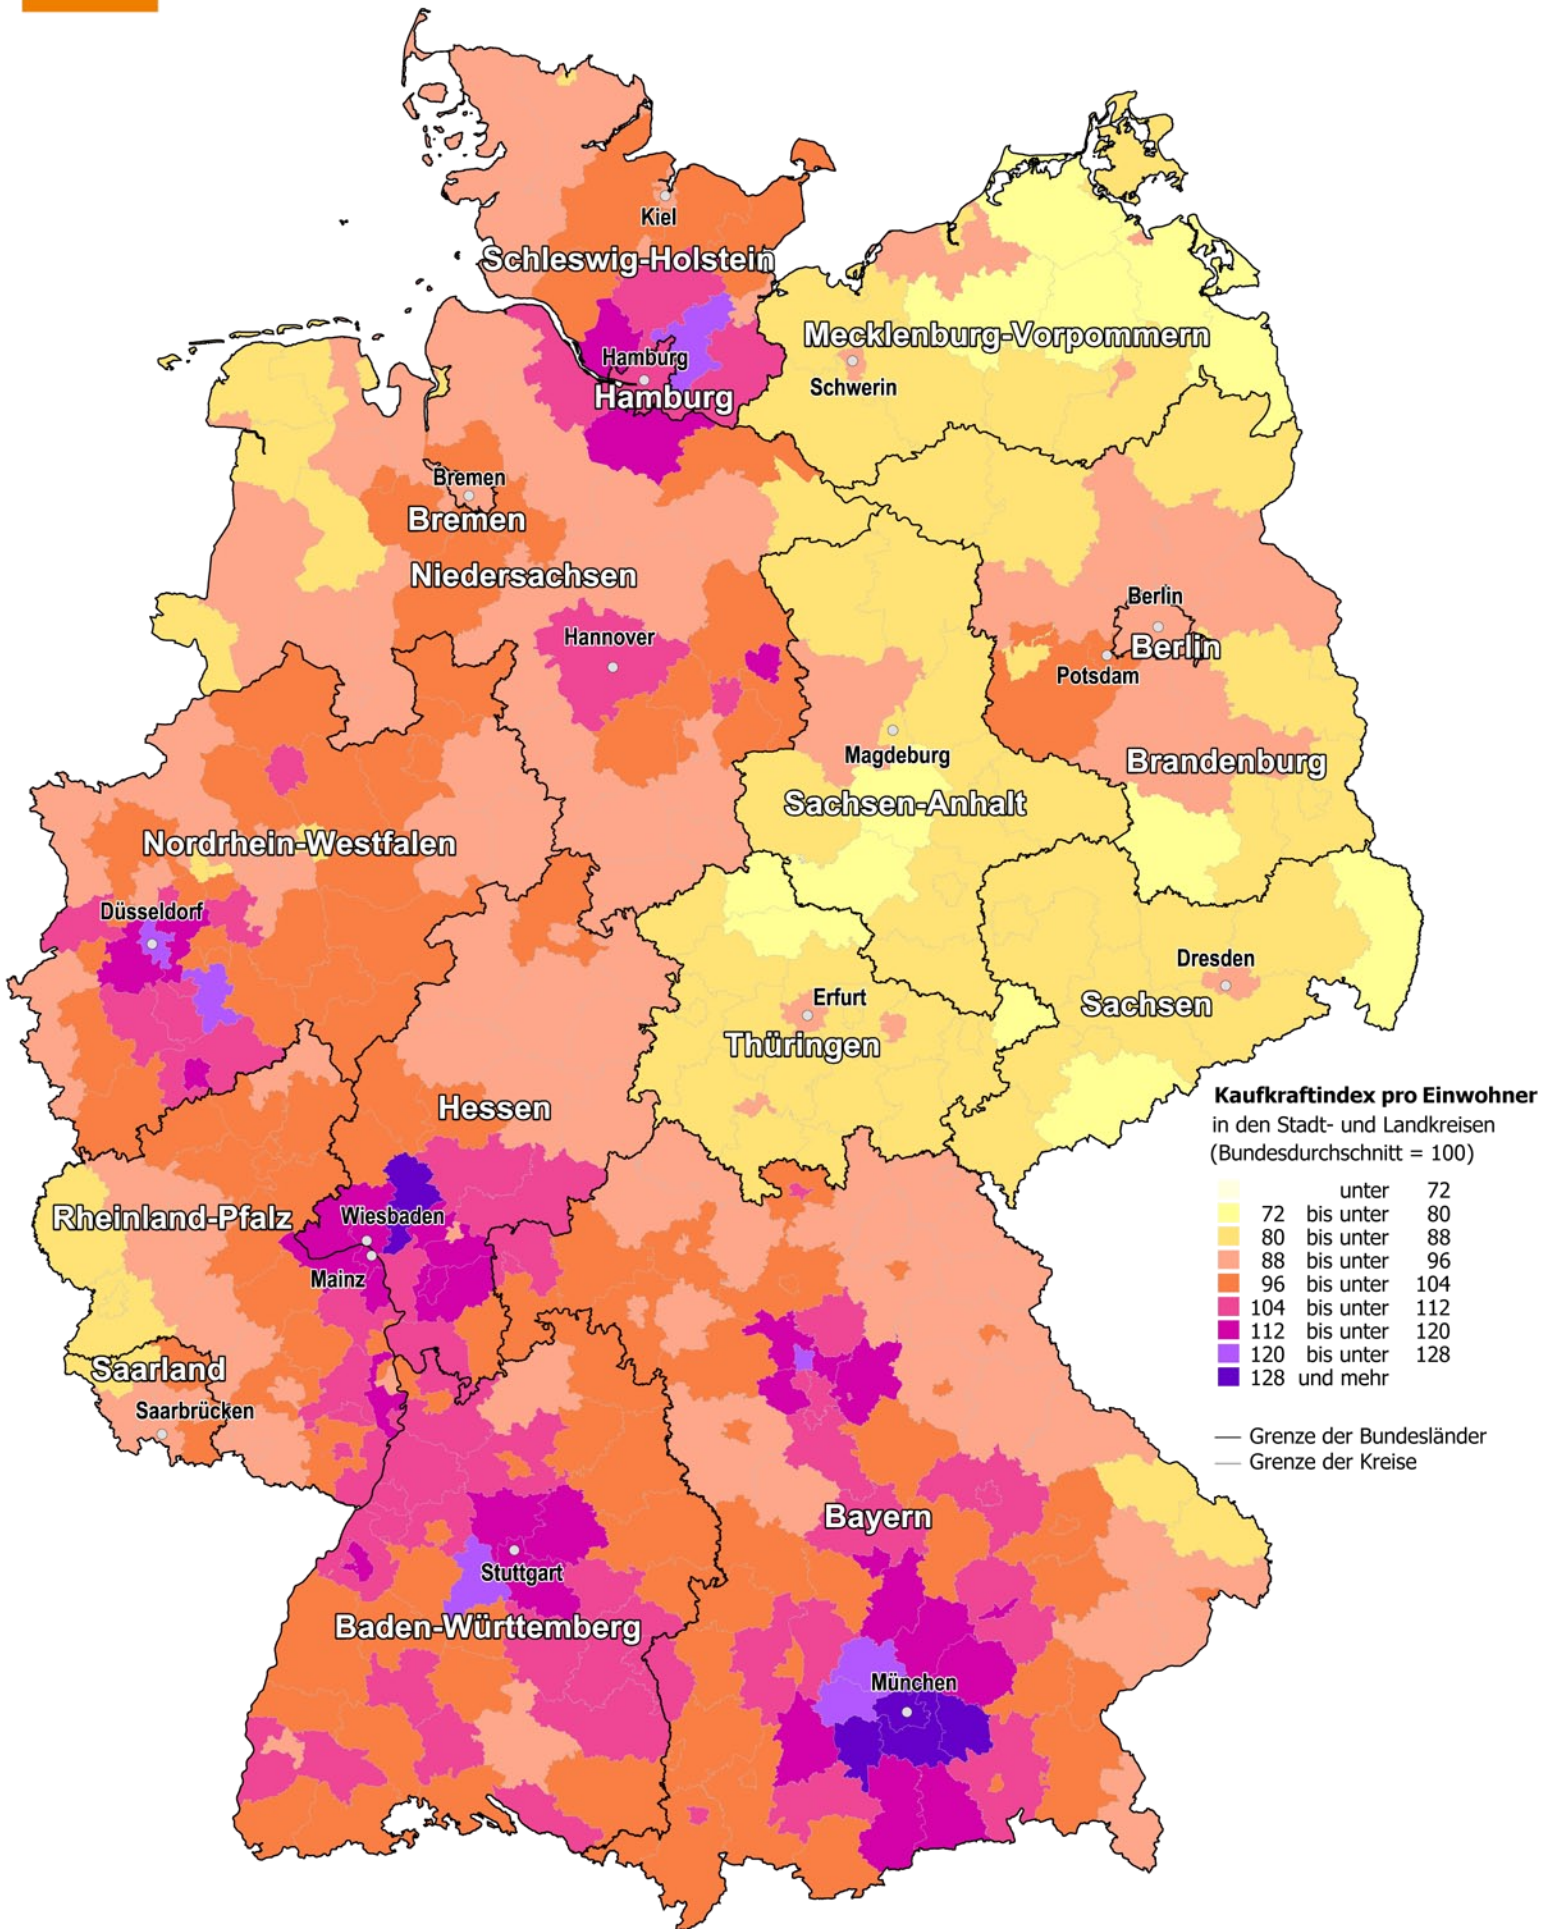 Kiel
Schleswig-Holstein
Mecklenburg-Vorpommern
Hamburg
Schwerin
Hamburg
Bremen
Bremen
Niedersachsen
Berlin
Hannover
Berlin
Potsdam
Magdeburg
Brandenburg
Sachsen-Anhalt
Nordrhein-Westfalen
Düsseldorf
Dresden
Erfurt
Sachsen
Thüringen
Hessen
Kaufkraftindex pro Einwohner
in den Stadt- und Landkreisen
(Bundesdurchschnitt = 100)
unter 72
72 bis unter 80
80 bis unter 88
88 bis unter 96
96 bis unter 104
104 bis unter 112
112 bis unter 120
120 bis unter 128
128 und mehr
Grenze der Bundesländer
Grenze der Kreise
Rheinland-Pfalz
Wiesbaden
Mainz
Saarland
Saarbrücken
Bayern
Stuttgart
Baden-Württemberg
München